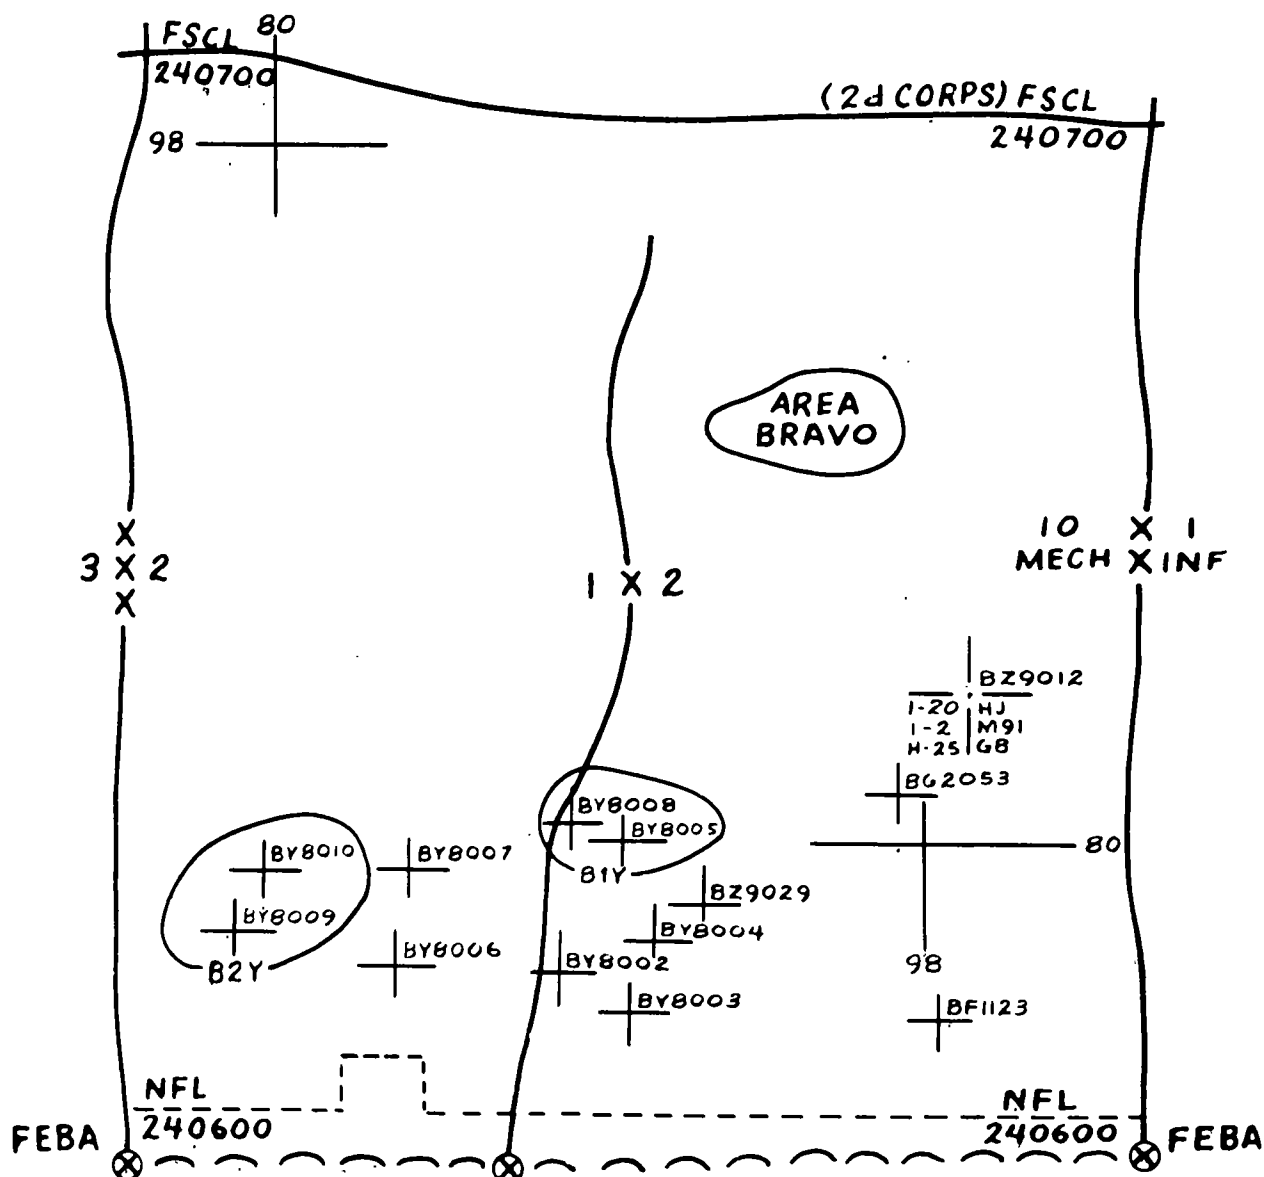 80
FSCL
240700
(2d CORPS) FSCL
240700
98
AREA
BRAVO
X
3 X 2
X
10 X 1
MECH X INF
1 X 2
BZ9012
1-20 HJ
1-2 M91
H-25 GB
BG2053
BY8008
BY8005
B1Y
80
BY8010
BY8007
BY8009
B2Y
BZ9029
BY8004
BY8006
BY8002
98
BY8003
BF1123
NFL
240600
NFL
240600
FEBA
FEBA